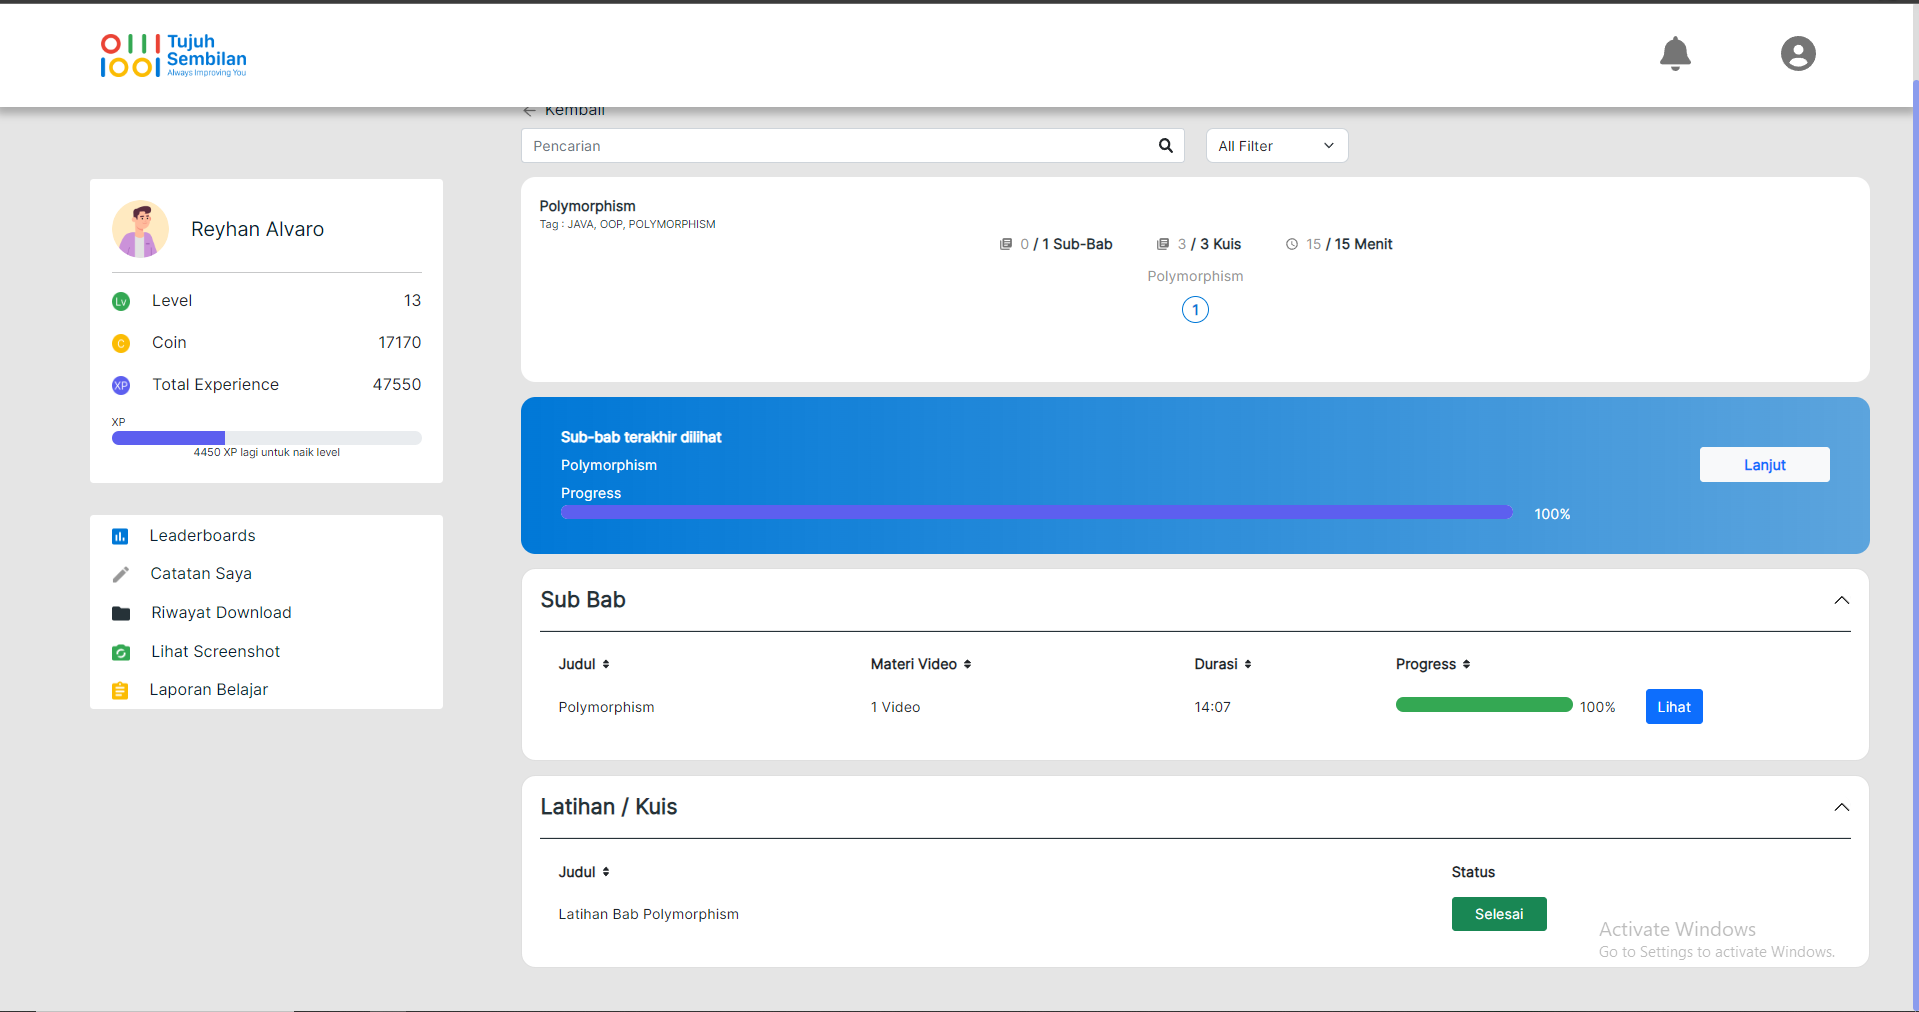 Tujuh
Sembilan
Always Improving You
Kembali
Pencarian
All Filter
Reyhan Alvaro
Lv Level 13
C Coin 17170
XP Total Experience 47550
XP
4450 XP lagi untuk naik level
Leaderboards
Catatan Saya
Riwayat Download
Lihat Screenshot
Laporan Belajar
Polymorphism
Tag : JAVA, OOP, POLYMORPHISM
0 / 1 Sub-Bab 3 / 3 Kuis 15 / 15 Menit
Polymorphism
1
Sub-bab terakhir dilihat
Polymorphism
Lanjut
Progress
100%
Sub Bab
Judul Materi Video Durasi Progress
Polymorphism 1 Video 14:07 100% Lihat
Latihan / Kuis
Judul Status
Latihan Bab Polymorphism Selesai
Activate Windows
Go to Settings to activate Windows.